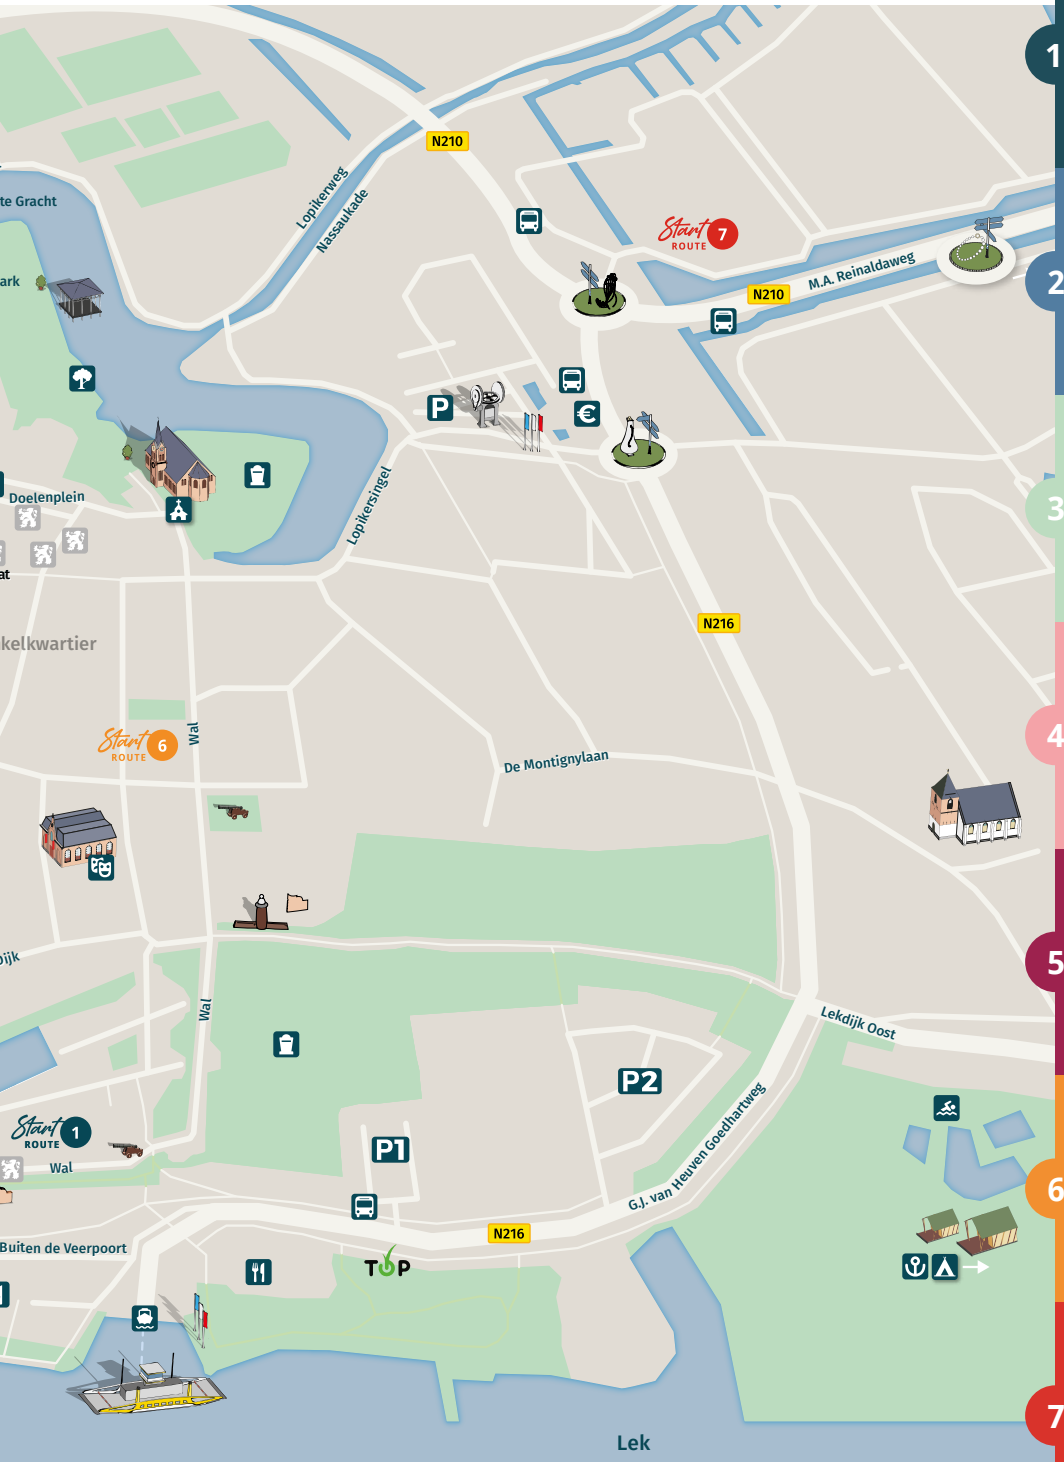 1
N210
Lopikerweg
Nassaukade
te Gracht
Start
ROUTE
7
M.A. Reinaldaweg
N210
ark
2
P
€
Lopikersingel
Doelenplein
3
at
N216
kelkwartier
Wal
Start
ROUTE
6
De Montignylaan
4
Dijk
5
Wal
Lekdijk Oost
P2
G.J. van Heuven Goedhartweg
Start
ROUTE
1
P1
Wal
6
N216
Buiten de Veerpoort
TOP
7
Lek